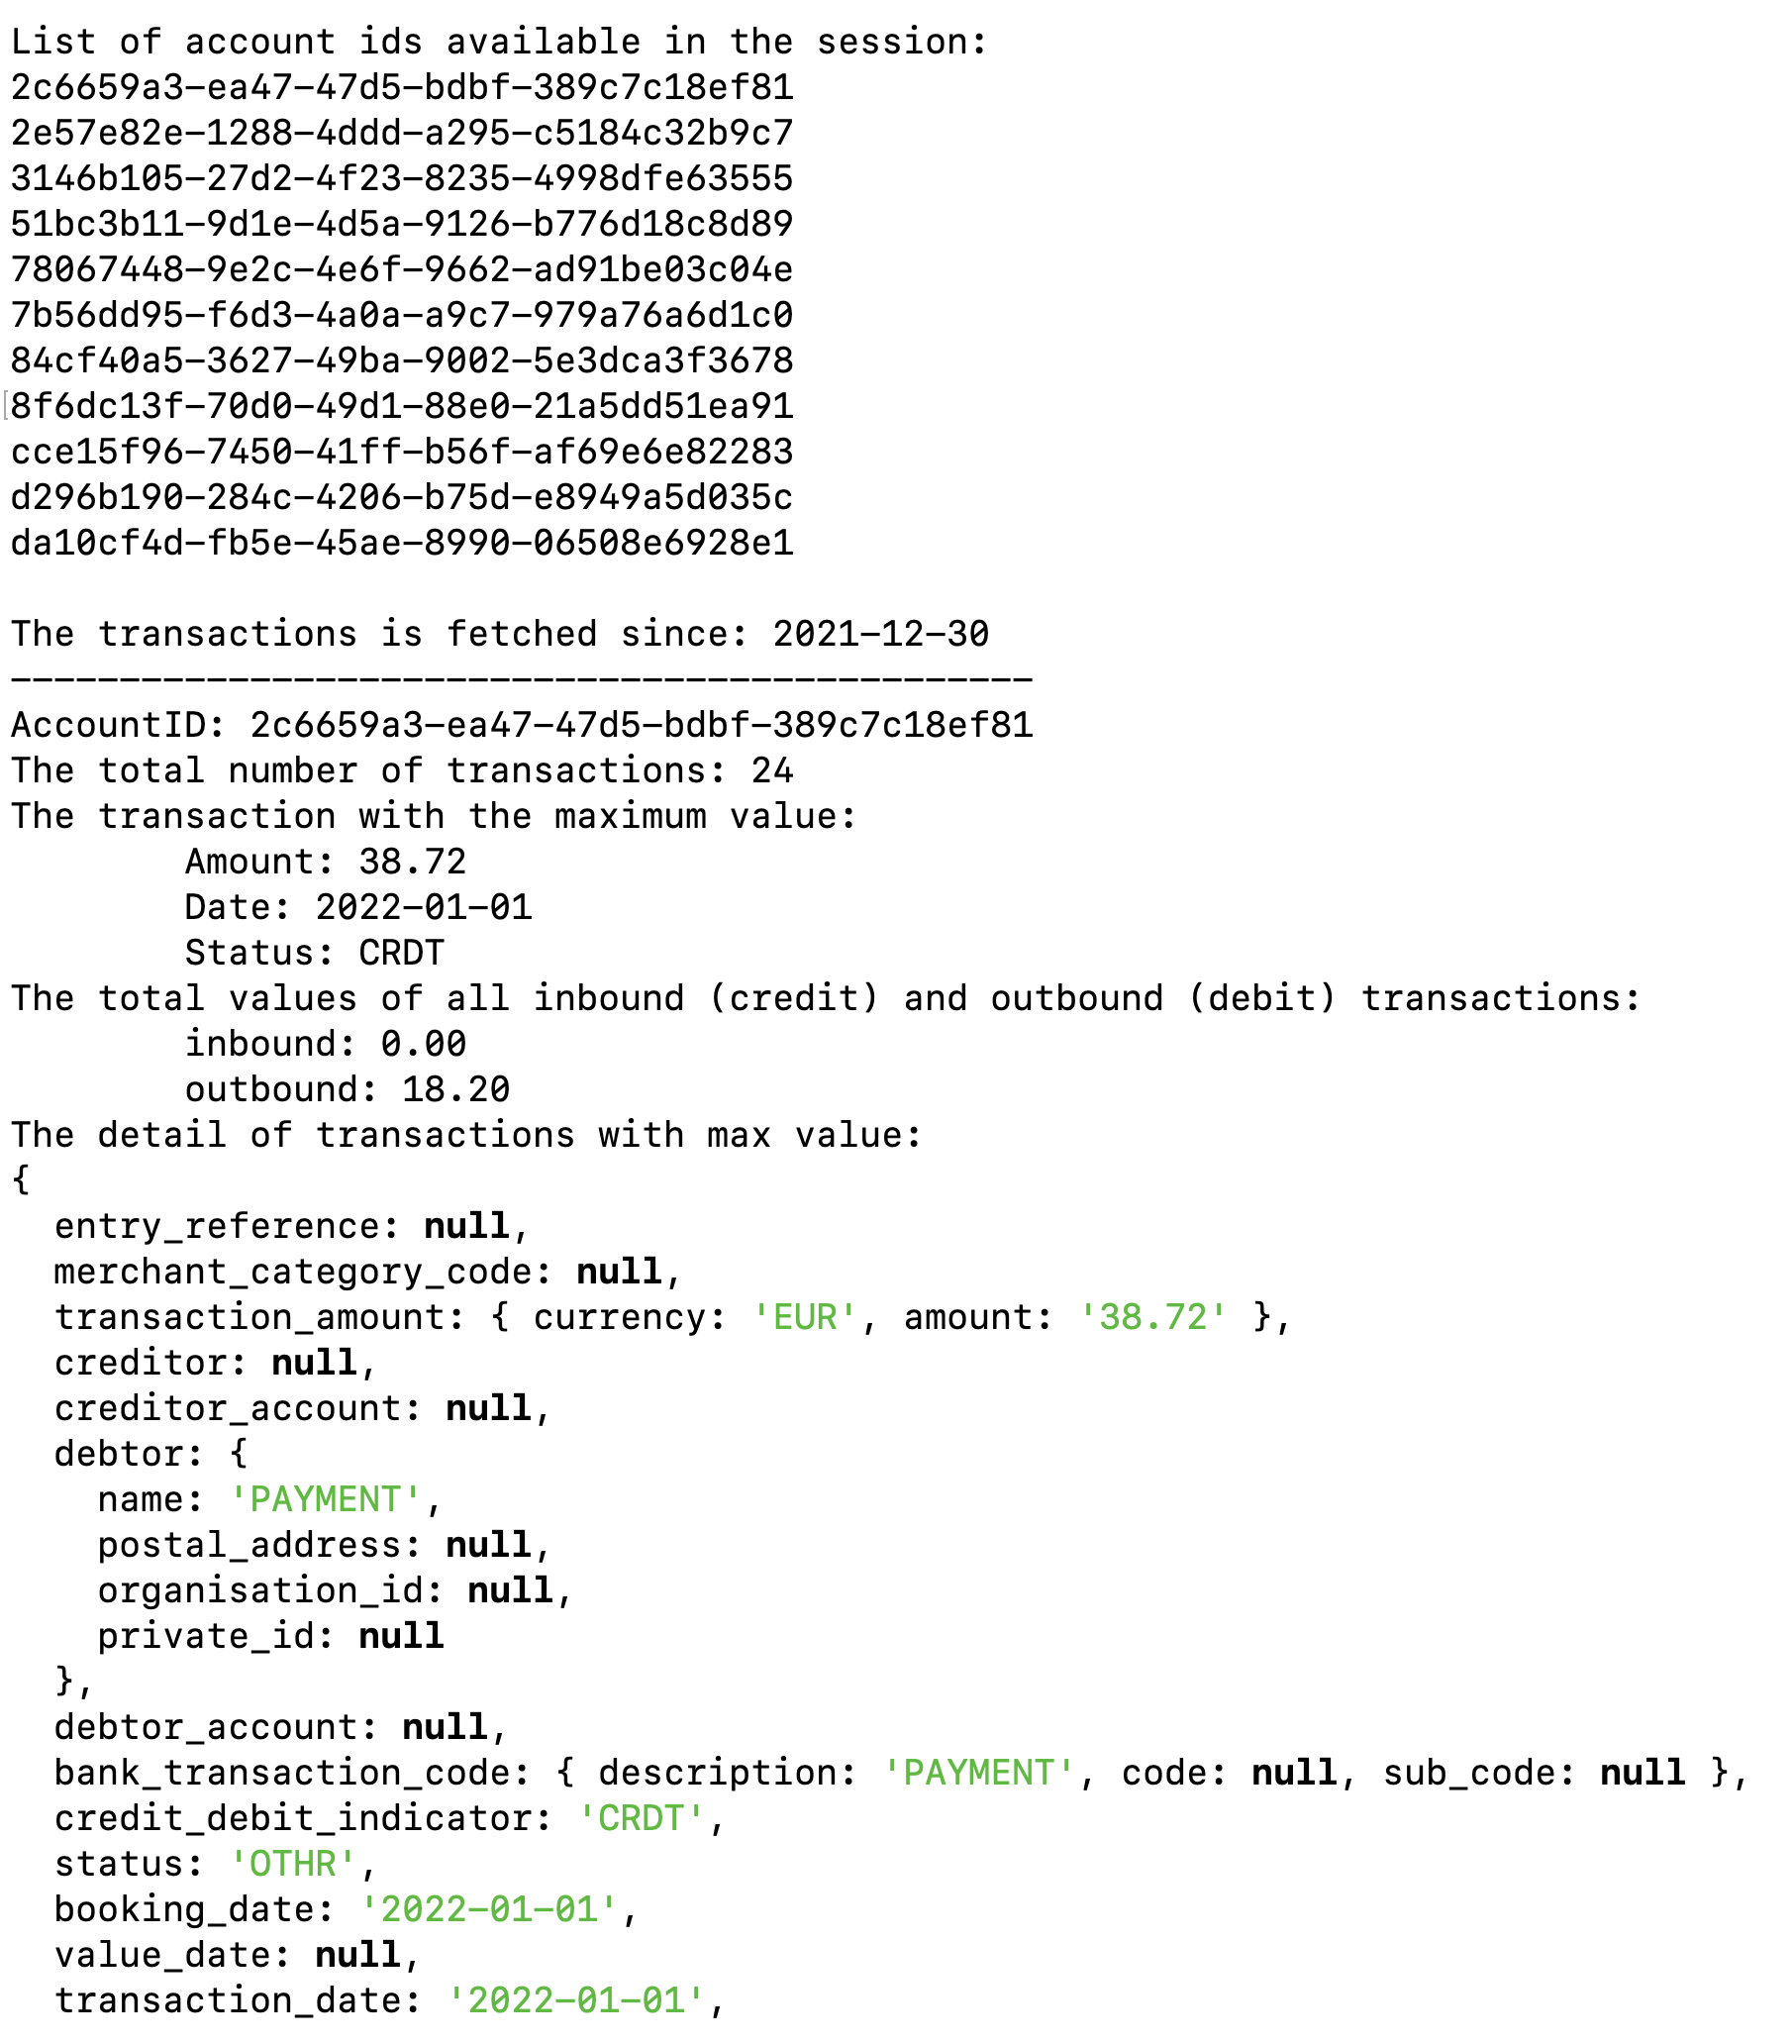 List of account ids available in the session:
2c6659a3-ea47-47d5-bdbf-389c7c18ef81
2e57e82e-1288-4ddd-a295-c5184c32b9c7
3146b105-27d2-4f23-8235-4998dfe63555
51bc3b11-9d1e-4d5a-9126-b776d18c8d89
78067448-9e2c-4e6f-9662-ad91be03c04e
7b56dd95-f6d3-4a0a-a9c7-979a76a6d1c0
84cf40a5-3627-49ba-9002-5e3dca3f3678
8f6dc13f-70d0-49d1-88e0-21a5dd51ea91
cce15f96-7450-41ff-b56f-af69e6e82283
d296b190-284c-4206-b75d-e8949a5d035c
da10cf4d-fb5e-45ae-8990-06508e6928e1

The transactions is fetched since: 2021-12-30
-----------------------------------------------
AccountID: 2c6659a3-ea47-47d5-bdbf-389c7c18ef81
The total number of transactions: 24
The transaction with the maximum value:
        Amount: 38.72
        Date: 2022-01-01
        Status: CRDT
The total values of all inbound (credit) and outbound (debit) transactions:
        inbound: 0.00
        outbound: 18.20
The detail of transactions with max value:
{
  entry_reference: null,
  merchant_category_code: null,
  transaction_amount: { currency: 'EUR', amount: '38.72' },
  creditor: null,
  creditor_account: null,
  debtor: {
    name: 'PAYMENT',
    postal_address: null,
    organisation_id: null,
    private_id: null
  },
  debtor_account: null,
  bank_transaction_code: { description: 'PAYMENT', code: null, sub_code: null },
  credit_debit_indicator: 'CRDT',
  status: 'OTHR',
  booking_date: '2022-01-01',
  value_date: null,
  transaction_date: '2022-01-01',